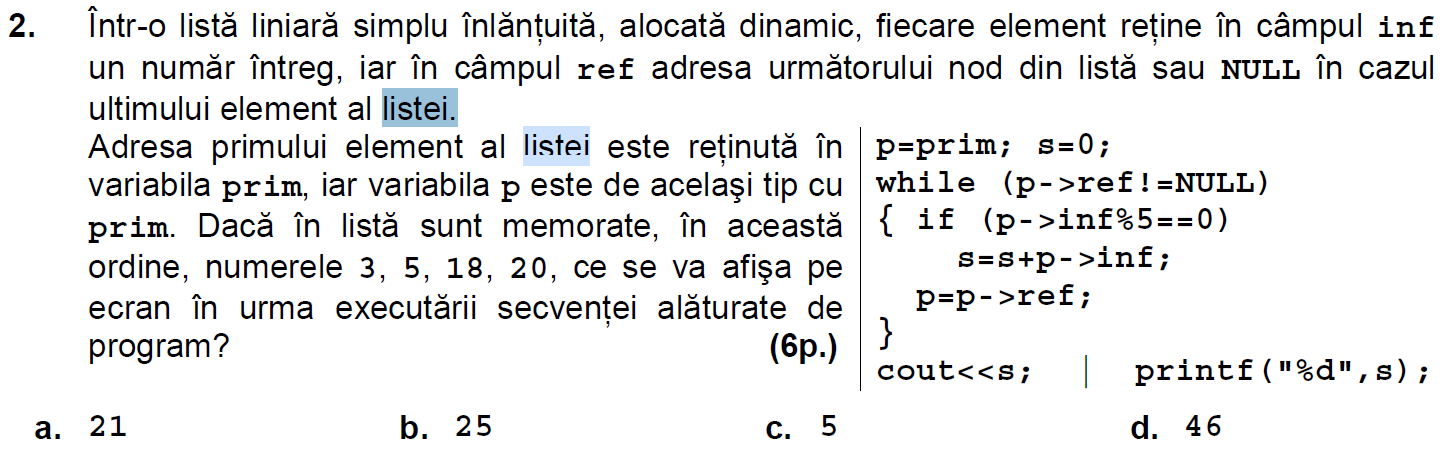 2. Într-o listă liniară simplu înlănțuită, alocată dinamic, fiecare element reține în câmpul inf
un număr întreg, iar în câmpul ref adresa următorului nod din listă sau NULL în cazul
ultimului element al listei.
Adresa primului element al listei este reținută în
variabila prim, iar variabila p este de acelaşi tip cu
prim. Dacă în listă sunt memorate, în această
ordine, numerele 3, 5, 18, 20, ce se va afişa pe
ecran în urma executării secvenței alăturate de
program? (6p.)
p=prim; s=0;
while (p->ref!=NULL)
{ if (p->inf%5==0)
s=s+p->inf;
p=p->ref;
}
cout<<s; | printf("%d",s);
a. 21 b. 25 c. 5 d. 46